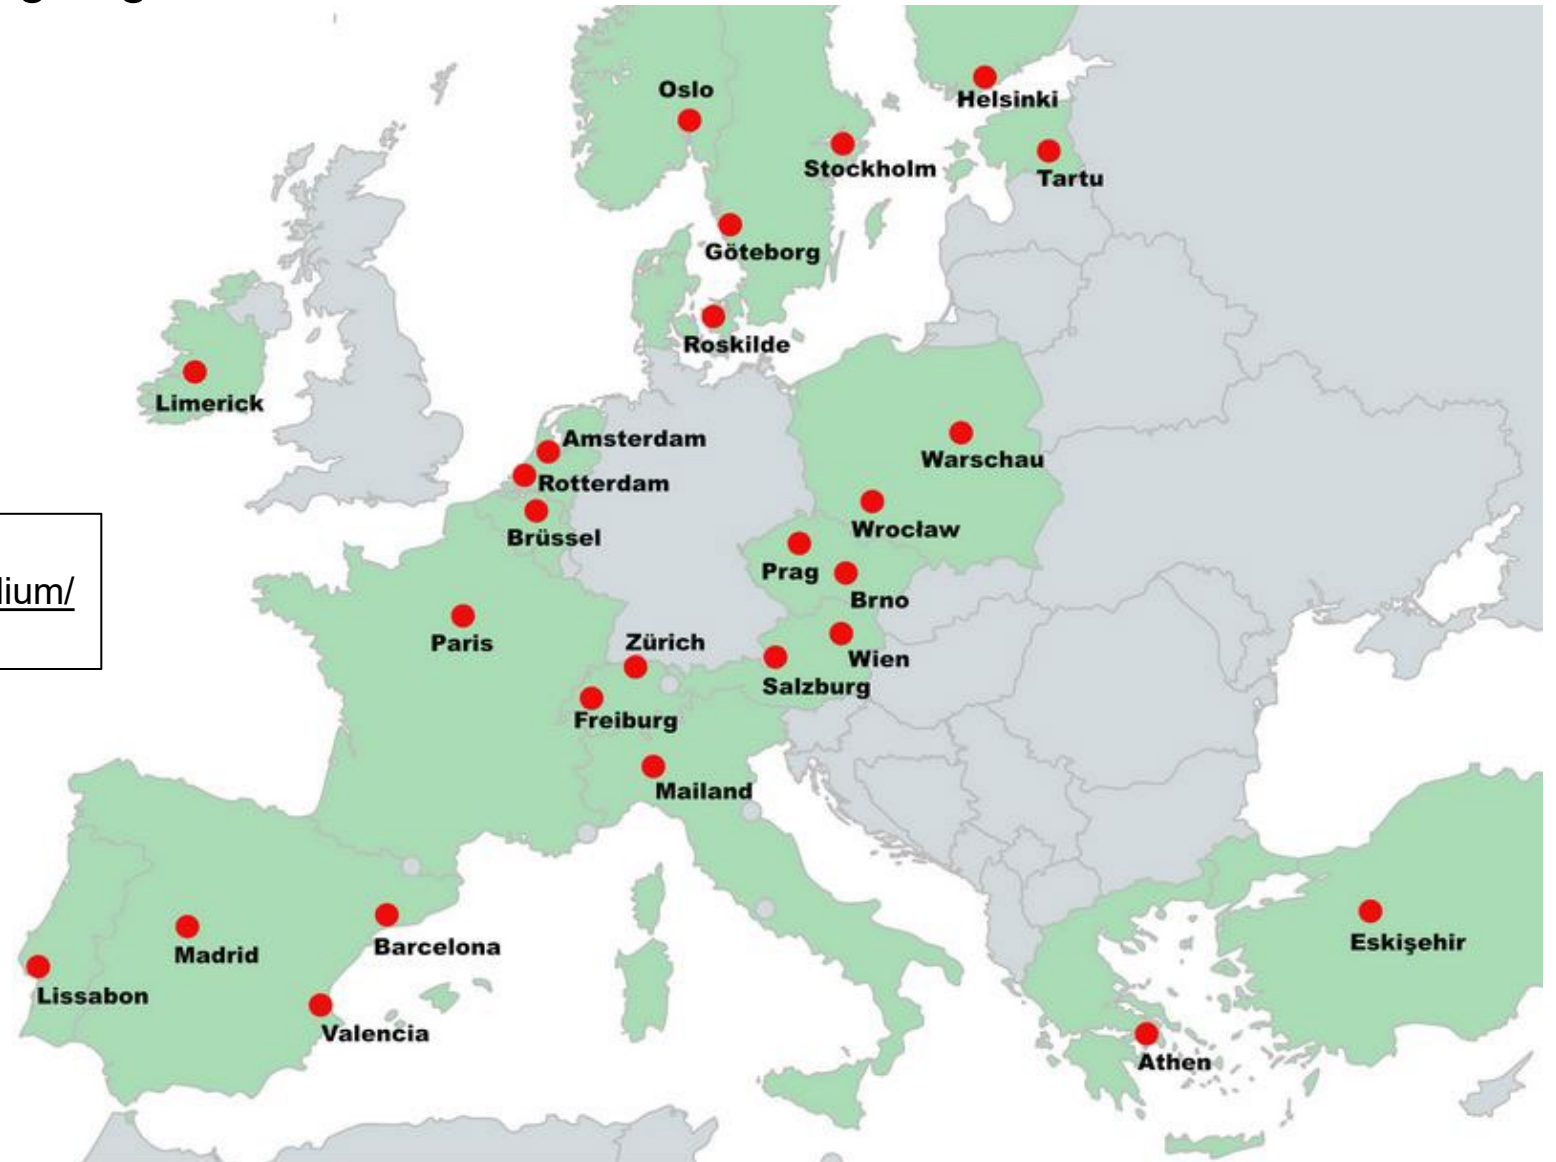 Oslo
Helsinki
Stockholm
Tartu
Göteborg
Roskilde
Limerick
Amsterdam
Warschau
Rotterdam
Wrocław
Brüssel
Prag
lium/
Brno
Paris
Zürich
Wien
Salzburg
Freiburg
Mailand
Eskişehir
Barcelona
Madrid
Lissabon
Valencia
Athen